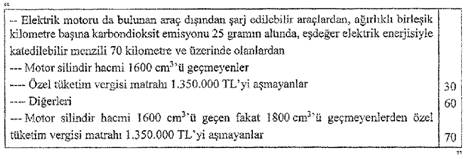 “
-- Elektrik motoru da bulunan araç dışından şarj edilebilir araçlardan, ağırlıklı birleşik
kilometre başına karbondioksit emisyonu 25 gramın altında, eşdeğer elektrik enerjisiyle
katedilebilir menzili 70 kilometre ve üzerinde olanlardan
--- Motor silindir hacmi 1600 cm³'ü geçmeyenler
---- Özel tüketim vergisi matrahı 1.350.000 TL'yi aşmayanlar 30
---- Diğerleri 60
--- Motor silindir hacmi 1600 cm³'ü geçen fakat 1800 cm³'ü geçmeyenlerden özel
tüketim vergisi matrahı 1.350.000 TL'yi aşmayanlar 70
”